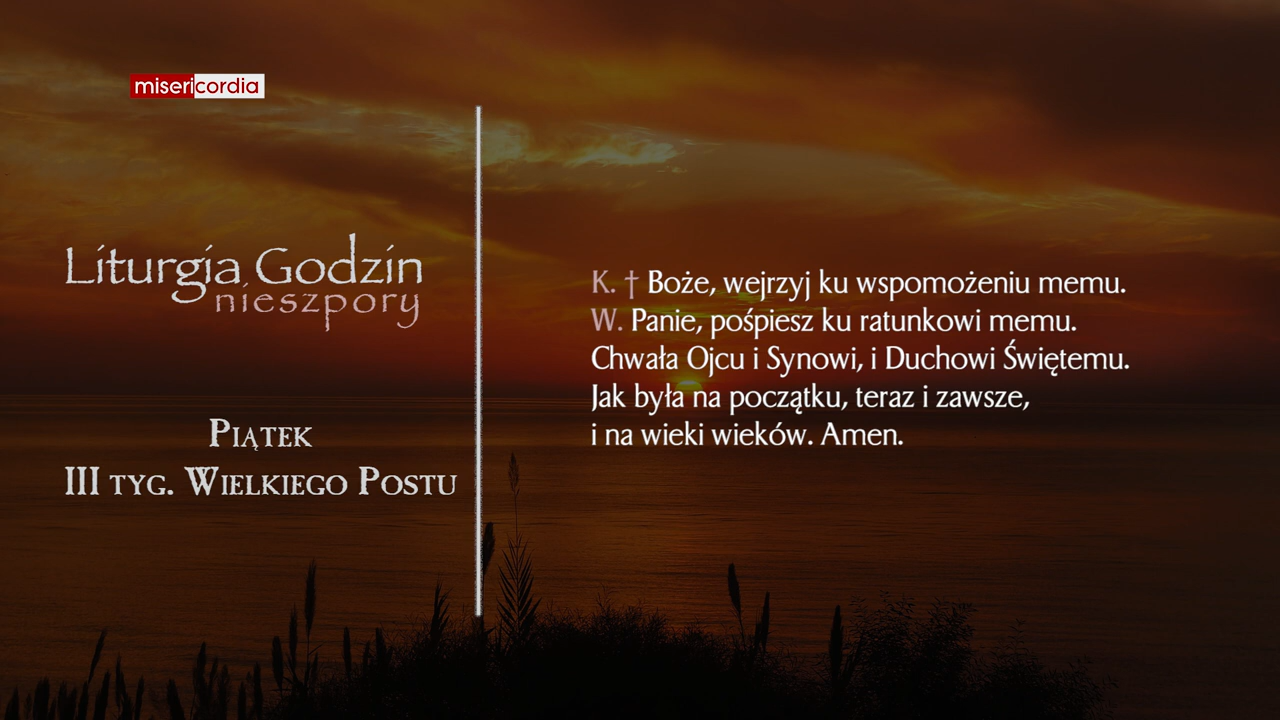 misericordia
Liturgia Godzin
nieszpory
Piątek
III tyg. Wielkiego Postu
K. † Boże, wejrzyj ku wspomożeniu memu.
W. Panie, pośpiesz ku ratunkowi memu.
Chwała Ojcu i Synowi, i Duchowi Świętemu.
Jak była na początku, teraz i zawsze,
i na wieki wieków. Amen.